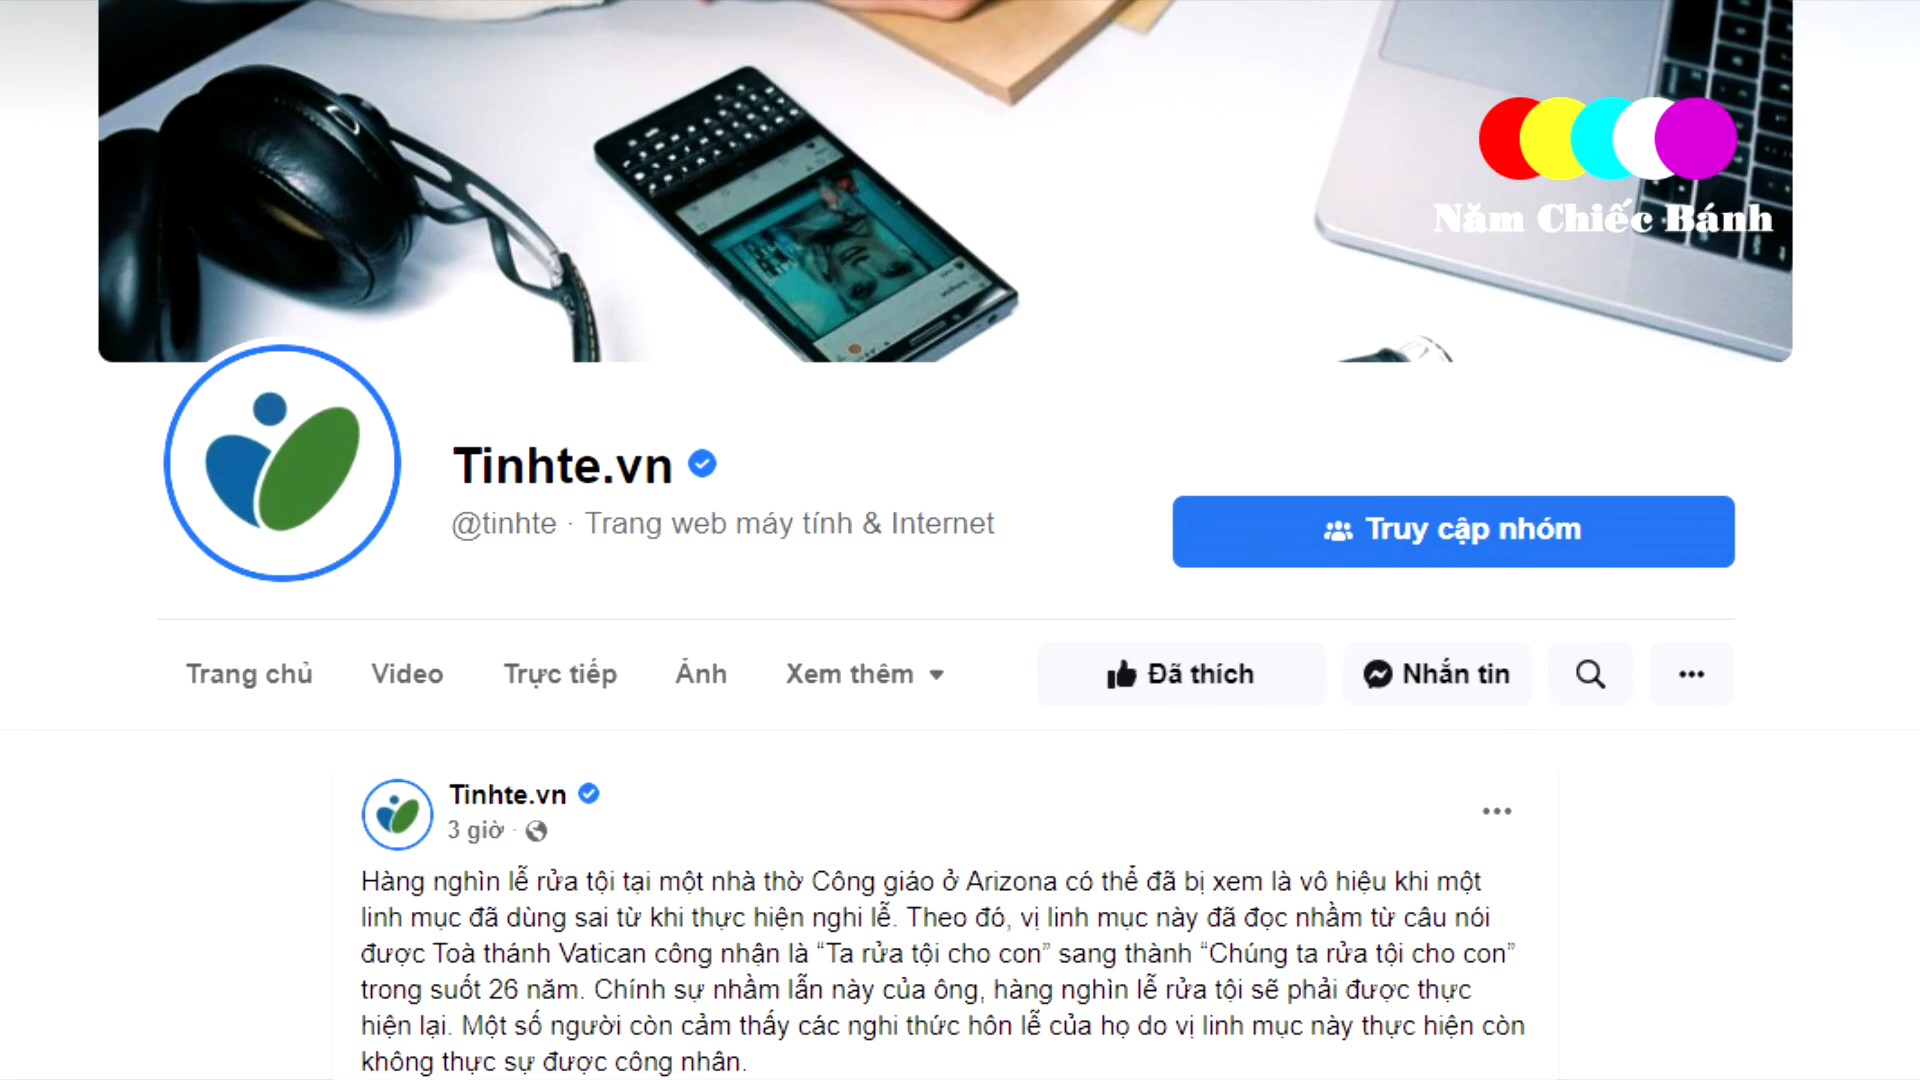 Năm Chiếc Bánh
Tinhte.vn
@tinhte · Trang web máy tính & Internet
Truy cập nhóm
Trang chủ Video Trực tiếp Ảnh Xem thêm Đã thích Nhắn tin
Tinhte.vn
3 giờ ·
Hàng nghìn lễ rửa tội tại một nhà thờ Công giáo ở Arizona có thể đã bị xem là vô hiệu khi một
linh mục đã dùng sai từ khi thực hiện nghi lễ. Theo đó, vị linh mục này đã đọc nhầm từ câu nói
được Toà thánh Vatican công nhận là “Ta rửa tội cho con” sang thành “Chúng ta rửa tội cho con”
trong suốt 26 năm. Chính sự nhầm lẫn này của ông, hàng nghìn lễ rửa tội sẽ phải được thực
hiện lại. Một số người còn cảm thấy các nghi thức hôn lễ của họ do vị linh mục này thực hiện còn
không thực sự được công nhân.